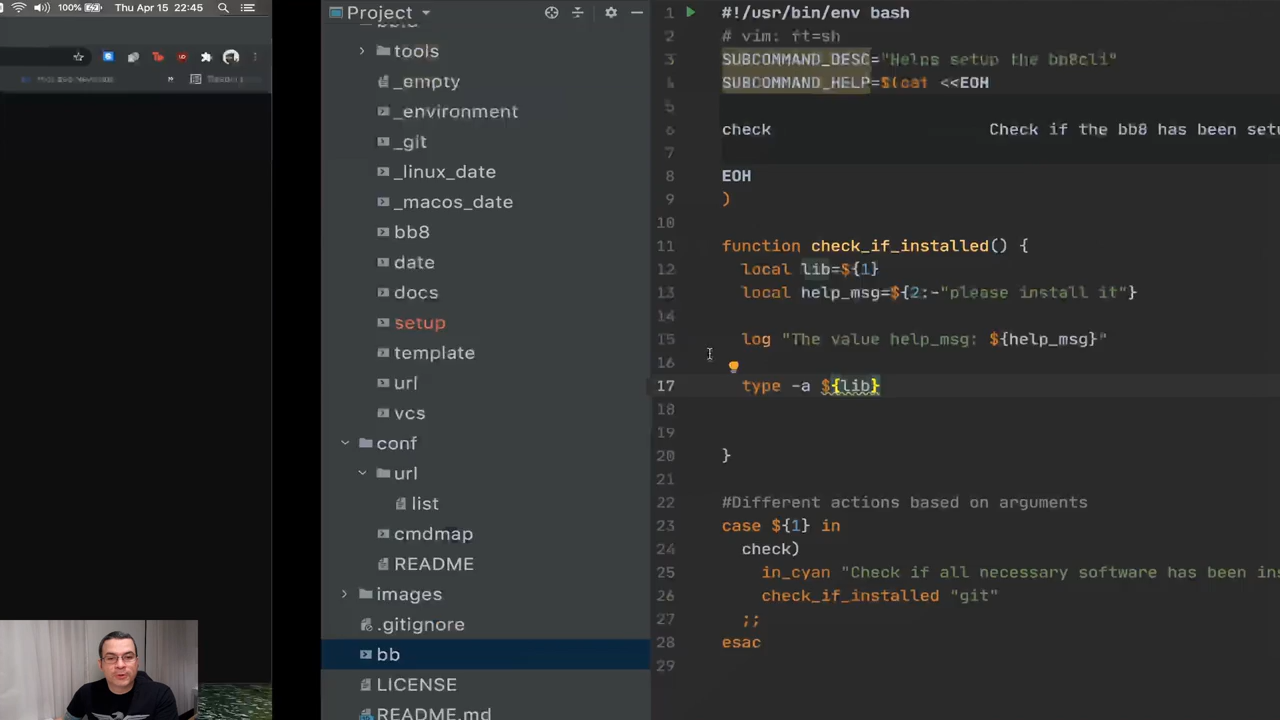 100%
Thu Apr 15 22:45
Project
tools
_empty
_environment
_git
_linux_date
_macos_date
bb8
date
docs
setup
template
url
vcs
conf
url
list
cmdmap
README
images
.gitignore
bb
LICENSE
README.md
1 #!/usr/bin/env bash
2 # vim: ft=sh
3 SUBCOMMAND_DESC="Helps setup the bb8cli"
4 SUBCOMMAND_HELP=$(cat <<EOH
5
6 check Check if the bb8 has been setu
7
8 EOH
9 )
10
11 function check_if_installed() {
12 local lib=${1}
13 local help_msg=${2:-"please install it"}
14
15 log "The value help_msg: ${help_msg}"
16
17 type -a ${lib}
18
19
20 }
21
22 #Different actions based on arguments
23 case ${1} in
24 check)
25 in_cyan "Check if all necessary software has been ins
26 check_if_installed "git"
27 ;;
28 esac
29